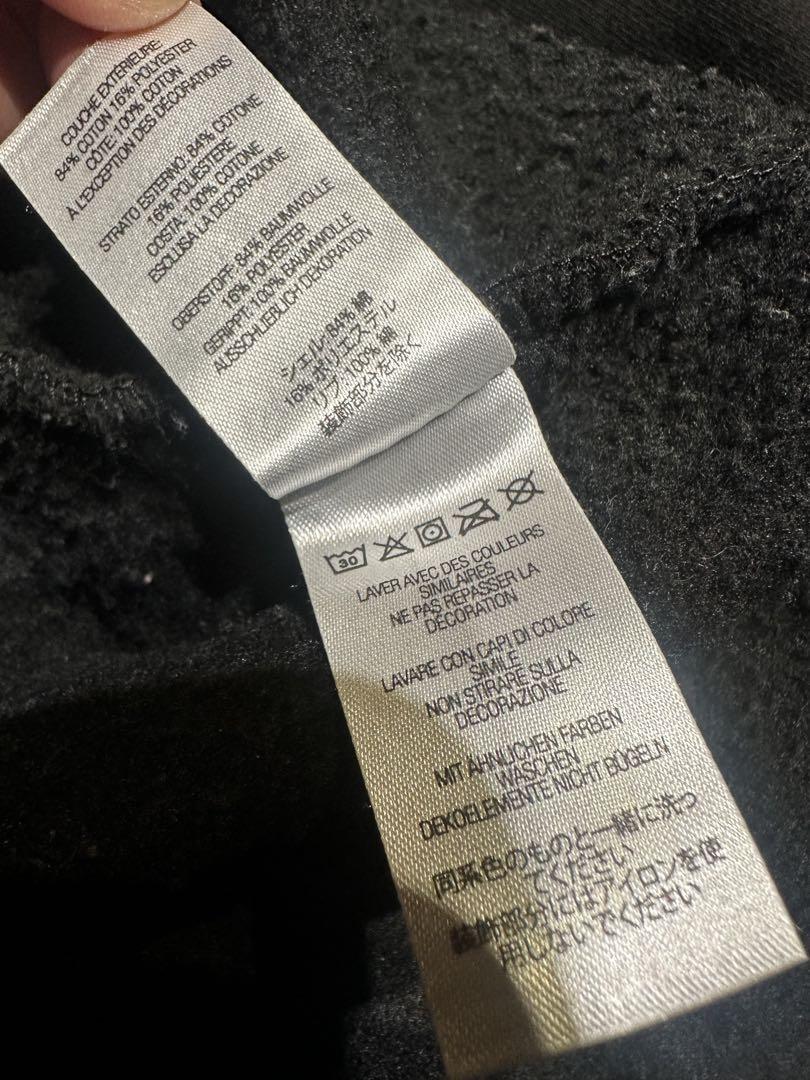 COUCHE EXTÉRIEURE
84% COTON 16% POLYESTER
CÔTE: 100% COTON
A L'EXCEPTION DES DÉCORATIONS
STRATO ESTERNO: 84% COTONE
16% POLIESTERE
COSTA: 100% COTONE
ESCLUSA LA DECORAZIONE
OBERSTOFF: 84% BAUMWOLLE
16% POLYESTER
GERIPPT: 100% BAUMWOLLE
AUSSCHLIEBLICH DEKORATION
シェル: 84% 綿
16% ポリエステル
リブ: 100% 綿
装飾部分を除く
30
LAVER AVEC DES COULEURS
SIMILAIRES
NE PAS REPASSER LA
DÉCORATION
LAVARE CON CAPI DI COLORE
SIMILE
NON STIRARE SULLA
DECORAZIONE
MIT ÄHNLICHEN FARBEN
WASCHEN
DEKOELEMENTE NICHT BÜGELN
同系色のものと一緒に洗っ
てください
装飾部分にはアイロンを使
用しないでください